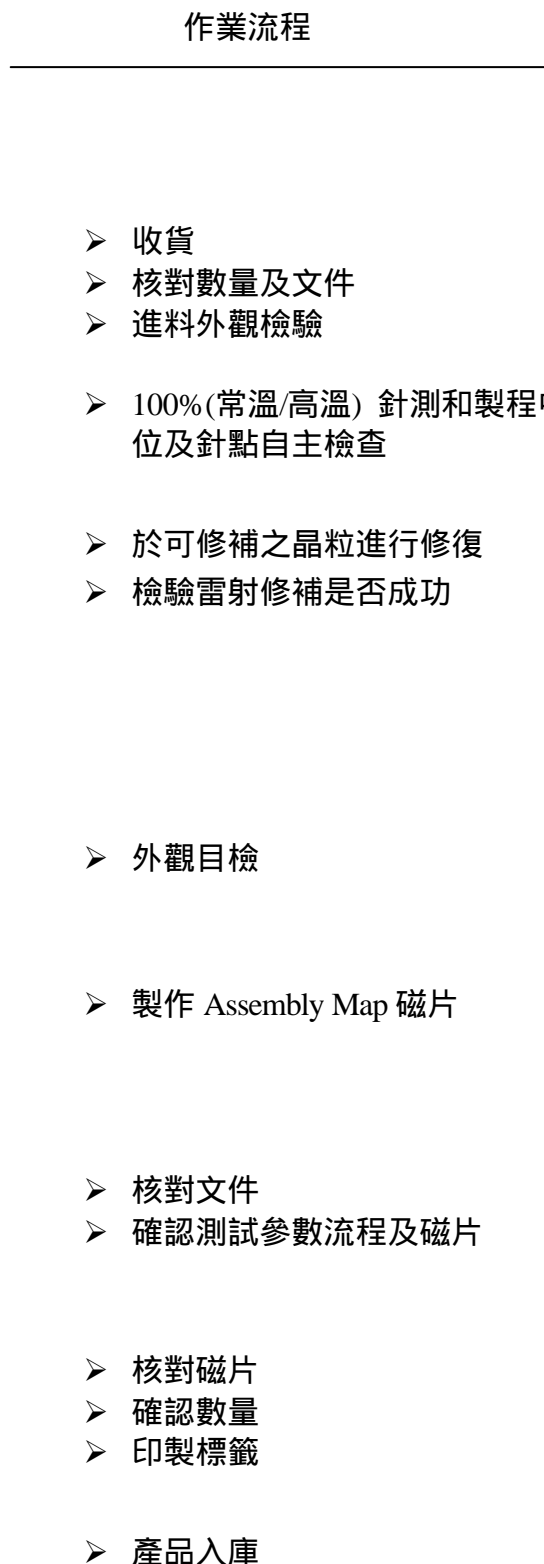 作業流程
➢ 收貨
➢ 核對數量及文件
➢ 進料外觀檢驗
➢ 100%(常溫/高溫) 針測和製程
位及針點自主檢查
➢ 於可修補之晶粒進行修復
➢ 檢驗雷射修補是否成功
➢ 外觀目檢
➢ 製作 Assembly Map 磁片
➢ 核對文件
➢ 確認測試參數流程及磁片
➢ 核對磁片
➢ 確認數量
➢ 印製標籤
➢ 產品入庫